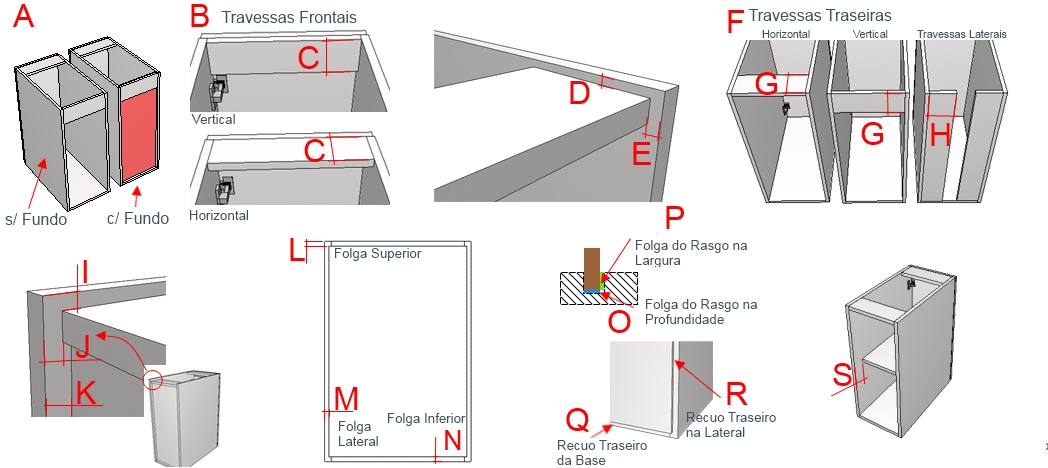 A
s/ Fundo
c/ Fundo
B
Travessas Frontais
C
Vertical
C
Horizontal
D
E
F
Travessas Traseiras
Horizontal
Vertical
Travessas Laterais
G
G
H
I
J
K
L
Folga Superior
M
Folga
Lateral
Folga Inferior
N
P
Folga do Rasgo na
Largura
Folga do Rasgo na
Profundidade
O
Q
Recuo Traseiro
da Base
R
Recuo Traseiro
na Lateral
S